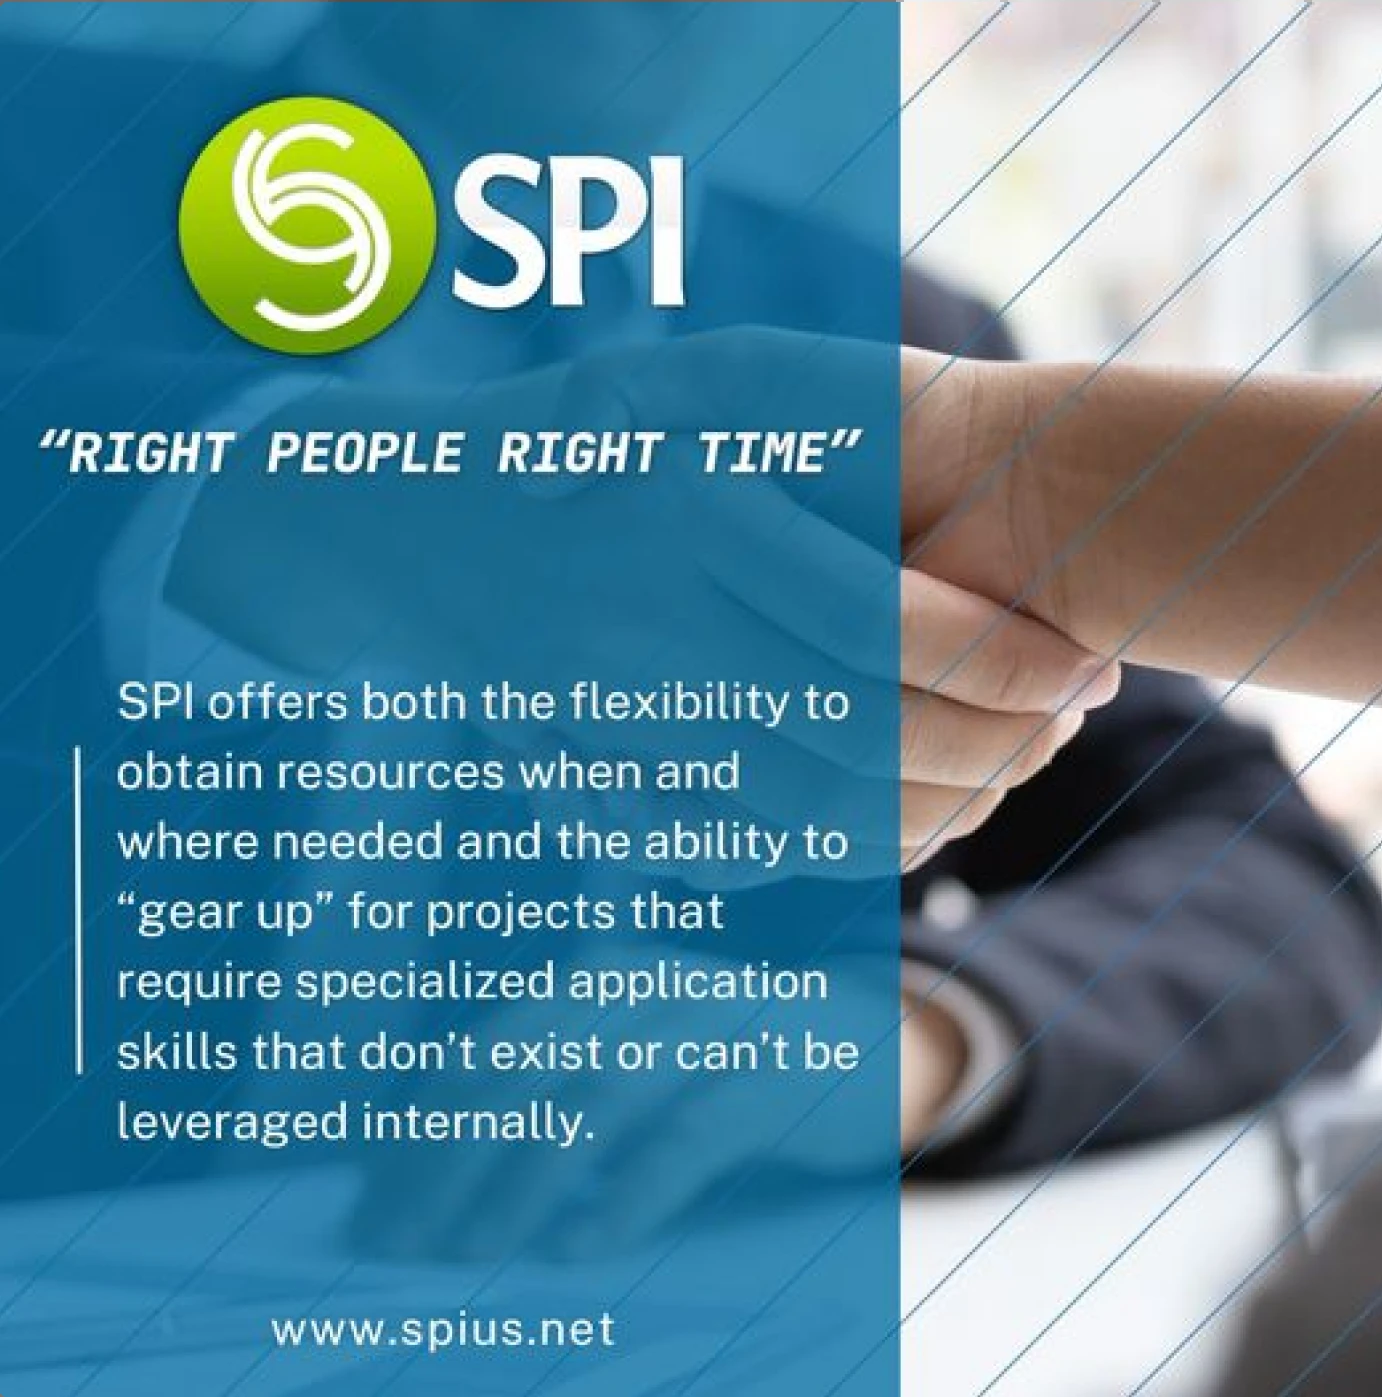 SPI
“RIGHT PEOPLE RIGHT TIME”
SPI offers both the flexibility to
obtain resources when and
where needed and the ability to
“gear up” for projects that
require specialized application
skills that don’t exist or can’t be
leveraged internally.
www.spius.net